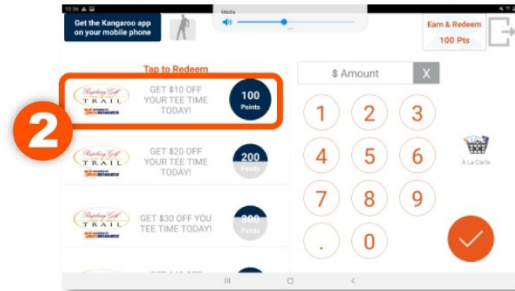 10:36
Media
Get the Kangaroo app
on your mobile
phone
Earn & Redeem
100 Pts
Tap to Redeem
$ Amount
X
2
TRAIL
GET $10 OFF
YOUR TEE TIME
TODAY!
100
Points
1 2 3
TRAIL
GET $20 OFF
YOUR TEE TIME
TODAY!
200
Points
4 5 6
À La Carte
TRAIL
GET $30 OFF YOU
TEE TIME TODAY!
300
Points
7 8 9
. 0